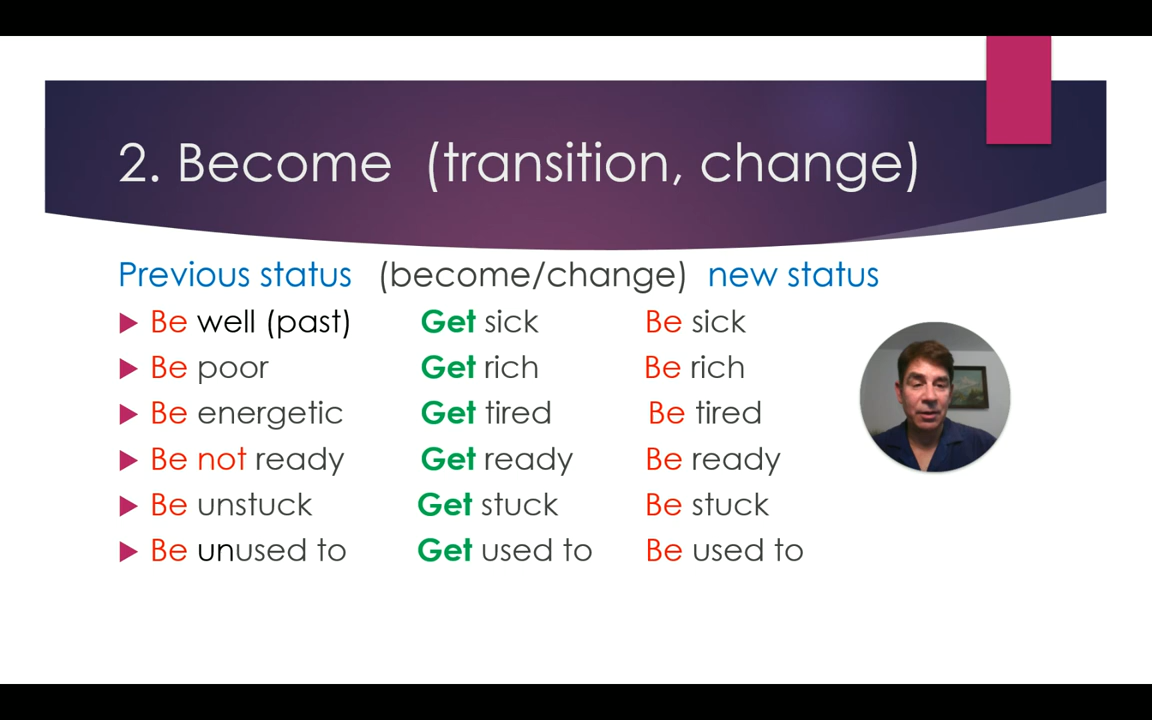 2. Become (transition, change)
Previous status (become/change) new status
Be well (past) Get sick Be sick
Be poor Get rich Be rich
Be energetic Get tired Be tired
Be not ready Get ready Be ready
Be unstuck Get stuck Be stuck
Be unused to Get used to Be used to